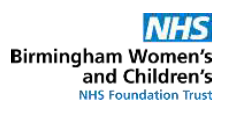 NHS
Birmingham Women's
and Children's
NHS Foundation Trust